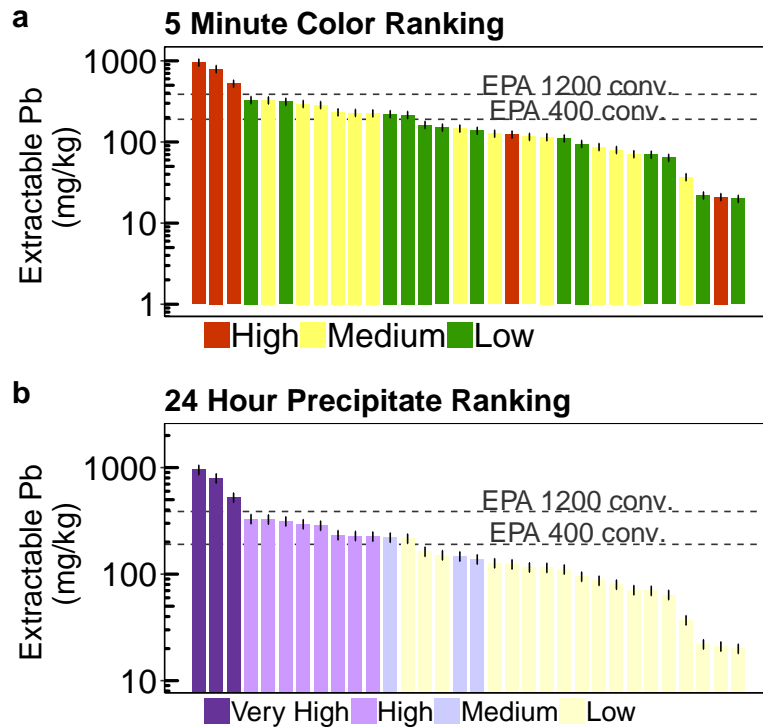 a
5 Minute Color Ranking
Extractable Pb
(mg/kg)
1000
100
10
1
EPA 1200 conv.
EPA 400 conv.
High Medium Low
b
24 Hour Precipitate Ranking
Extractable Pb
(mg/kg)
1000
100
10
EPA 1200 conv.
EPA 400 conv.
Very High High Medium Low